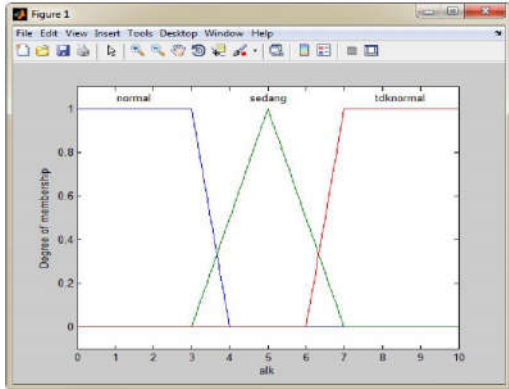 Figure 1
File Edit View Insert Tools Desktop Window Help
normal sedang tdknormal
1
0.8
0.6
0.4
0.2
0
Degree of membership
0 1 2 3 4 5 6 7 8 9 10
alk